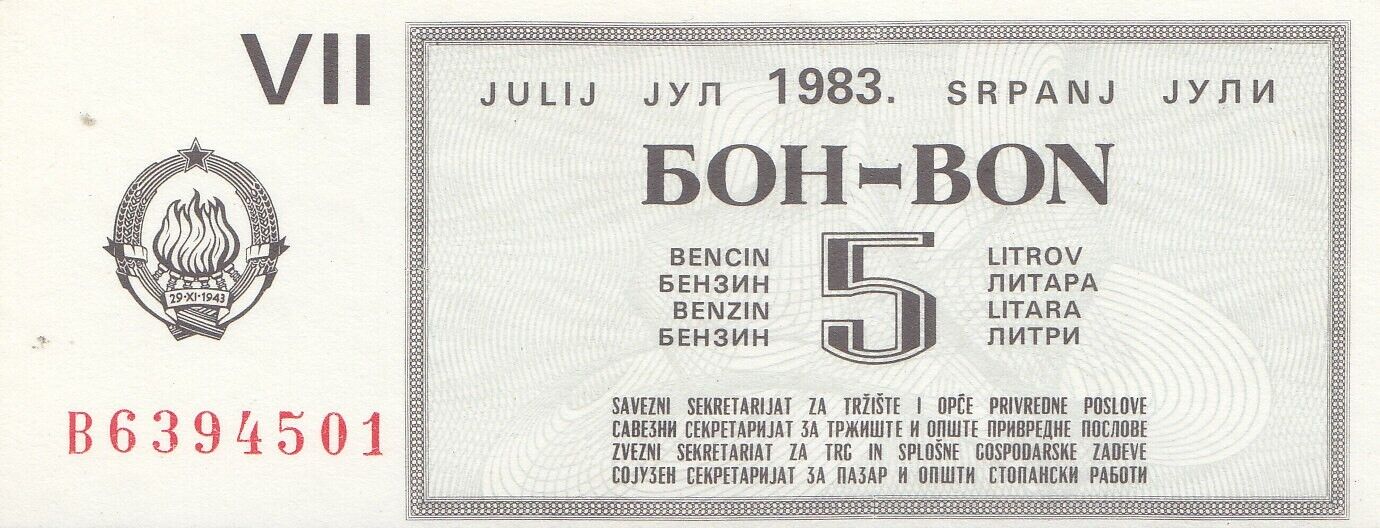 VII
JULIJ ЈУЛ 1983. SRPANJ ЈУЛИ
БОН-BON
BENCIN 5 LITROV
БЕНЗИН ЛИТАРА
BENZIN LITARA
БЕНЗИН ЛИТРИ
29·XI·1943
B6394501
SAVEZNI SEKRETARIJAT ZA TRŽIŠTE I OPĆE PRIVREDNE POSLOVE
САВЕЗНИ СЕКРЕТАРИЈАТ ЗА ТРЖИШТЕ И ОПШТЕ ПРИВРЕДНЕ ПОСЛОВЕ
ZVEZNI SEKRETARIAT ZA TRG IN SPLOŠNE GOSPODARSKE ZADEVE
СОЈУЗЕН СЕКРЕТАРИЈАТ ЗА ПАЗАР И ОПШТИ СТОПАНСКИ РАБОТИ